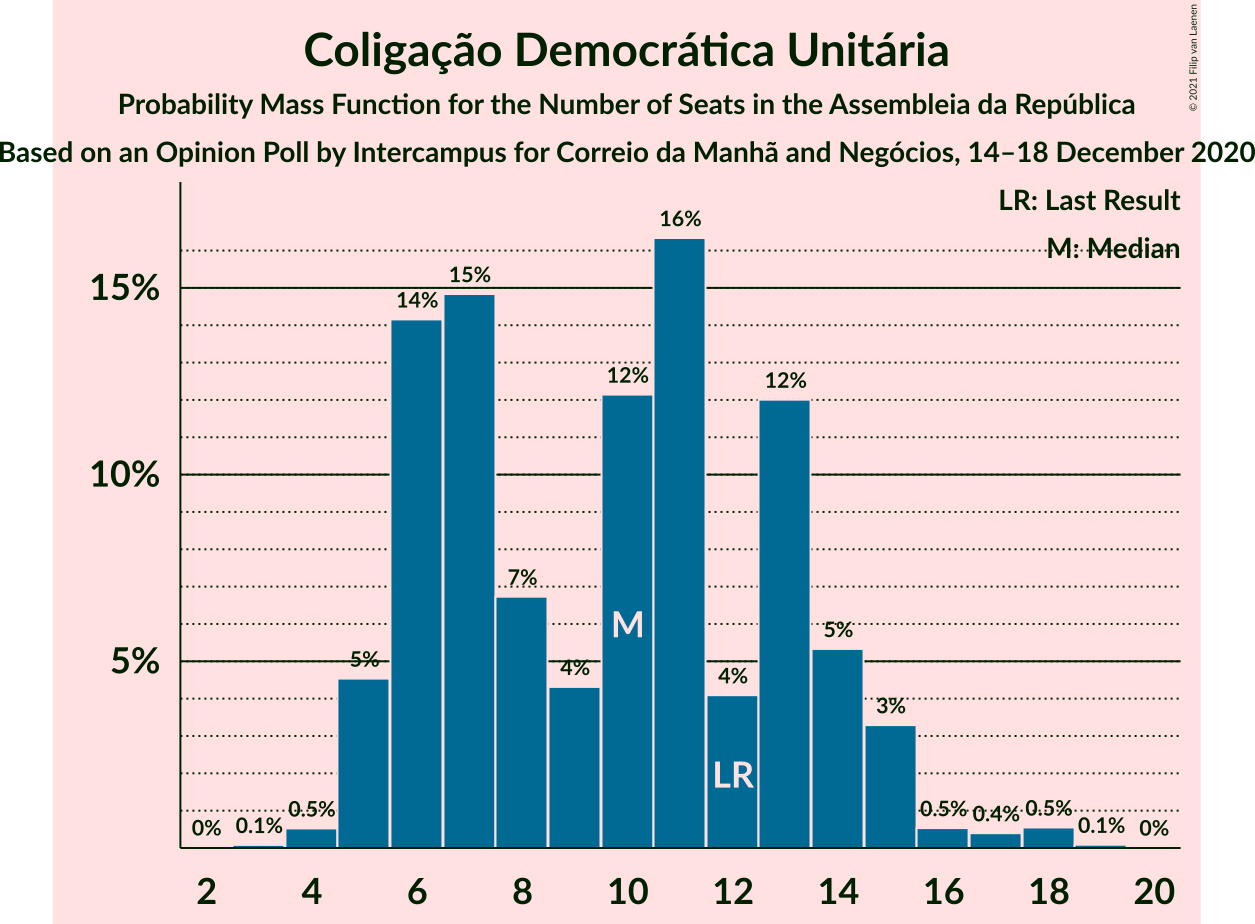 Coligação Democrática Unitária
Probability Mass Function for the Number of Seats in the Assembleia da República
Based on an Opinion Poll by Intercampus for Correio da Manhã and Negócios, 14–18 December 2020
© 2021 Filip van Laenen
LR: Last Result
M: Median
15%
10%
5%
0%
0.1%
0.5%
5%
14%
15%
7%
4%
12%
16%
4%
12%
5%
3%
0.5%
0.4%
0.5%
0.1%
0%
M
LR
2 4 6 8 10 12 14 16 18 20